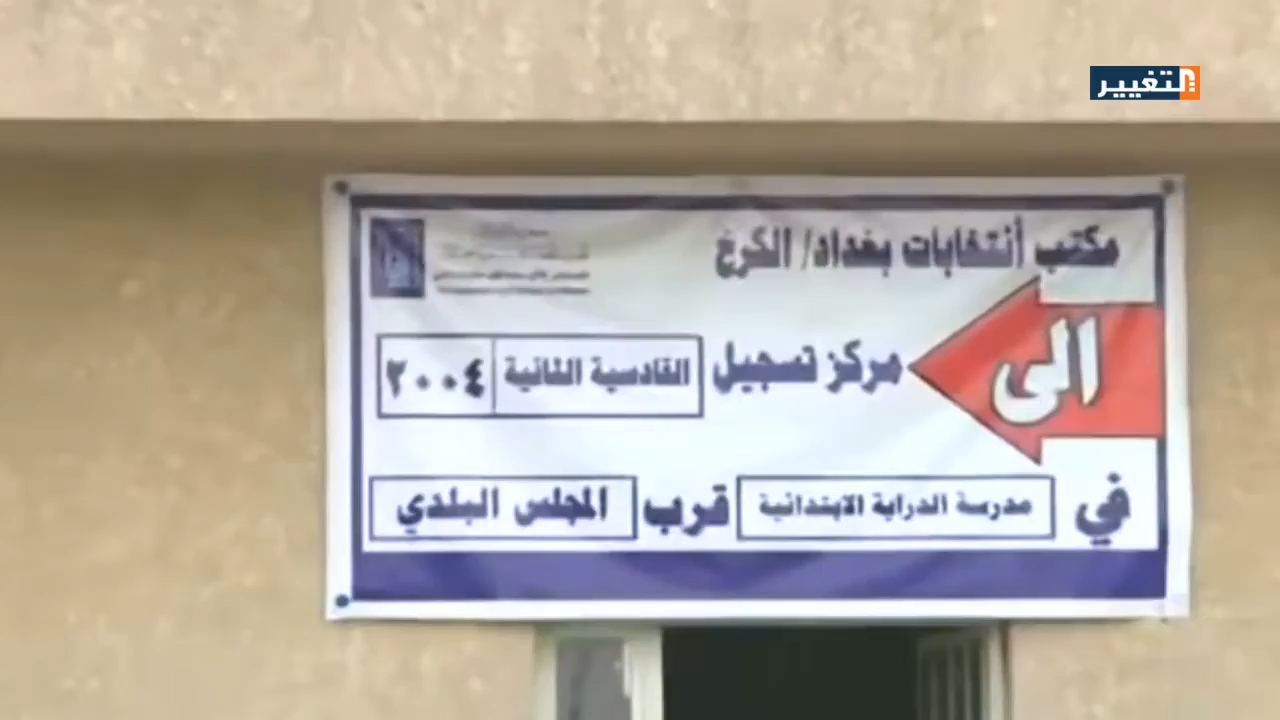 التغيير
مكتب أنتخابات بغداد/ الكرخ
الى
مركز تسجيل القادسية الثانية ٢٠٠٤
في مدرسة الدراية الابتدائية قرب المجلس البلدي